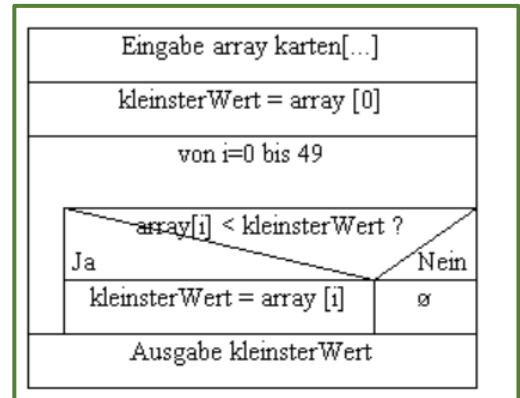 Eingabe array karten[...]
kleinsterWert = array [0]
von i=0 bis 49
array[i] < kleinsterWert ?
Ja
Nein
kleinsterWert = array [i]
ø
Ausgabe kleinsterWert